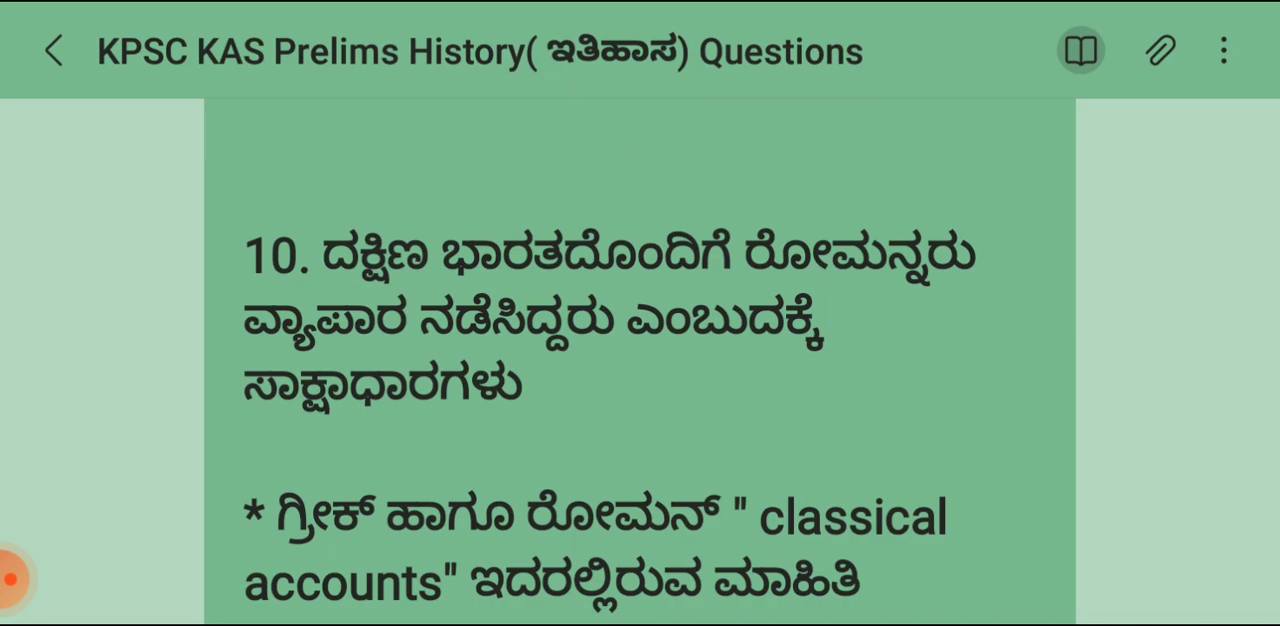 KPSC KAS Prelims History( ಇತಿಹಾಸ) Questions
10. ದಕ್ಷಿಣ ಭಾರತದೊಂದಿಗೆ ರೋಮನ್ನರು
ವ್ಯಾಪಾರ ನಡೆಸಿದ್ದರು ಎಂಬುದಕ್ಕೆ
ಸಾಕ್ಷಾಧಾರಗಳು
* ಗ್ರೀಕ್ ಹಾಗೂ ರೋಮನ್ " classical
accounts" ಇದರಲ್ಲಿರುವ ಮಾಹಿತಿ